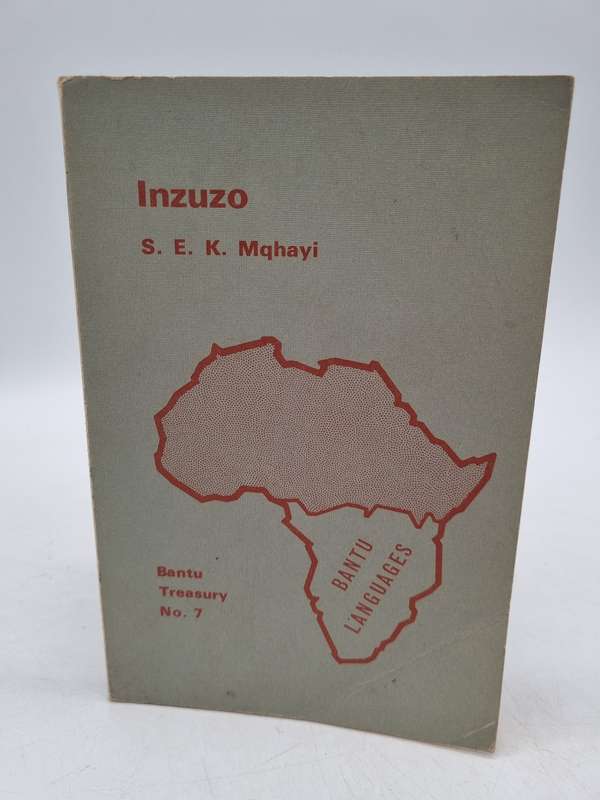 Inzuzo
S. E. K. Mqhayi
BANTU
LANGUAGES
Bantu
Treasury
No. 7